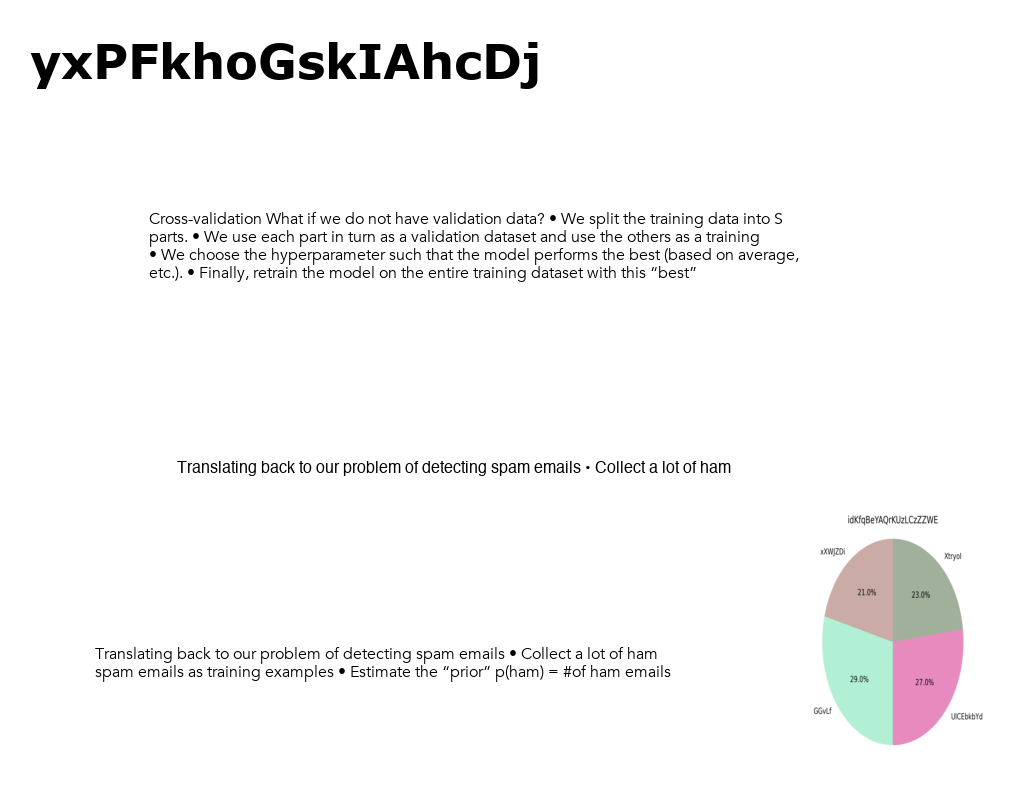 yxPFkhoGskIAhcDj
Cross-validation What if we do not have validation data? • We split the training data into S
parts. • We use each part in turn as a validation dataset and use the others as a training
• We choose the hyperparameter such that the model performs the best (based on average,
etc.). • Finally, retrain the model on the entire training dataset with this “best”
Translating back to our problem of detecting spam emails • Collect a lot of ham
idKfqBeYAQrKUzLCzZZWE
xXWJZDi
Xtryol
21.0%
23.0%
29.0%
27.0%
GGvLf
UlCEbkbYd
Translating back to our problem of detecting spam emails • Collect a lot of ham
spam emails as training examples • Estimate the “prior” p(ham) = #of ham emails